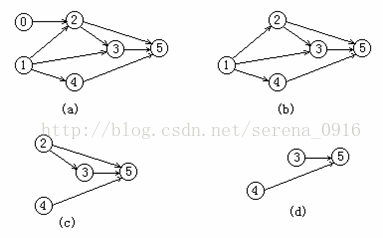 0 2 2
1 3 5 1 3 5
4 4
(a) (b)
http://blog.csdn.net/serena_0916
2
3 5 3 5
4 4
(c) (d)